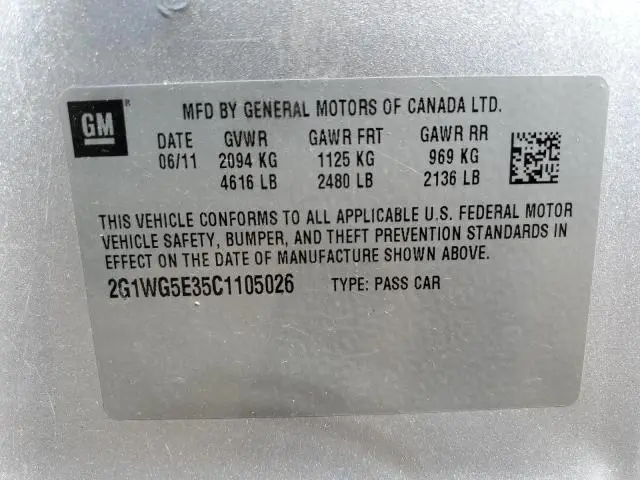 GM ®
MFD BY GENERAL MOTORS OF CANADA LTD.
DATE GVWR GAWR FRT GAWR RR
06/11 2094 KG 1125 KG 969 KG
4616 LB 2480 LB 2136 LB
THIS VEHICLE CONFORMS TO ALL APPLICABLE U.S. FEDERAL MOTOR
VEHICLE SAFETY, BUMPER, AND THEFT PREVENTION STANDARDS IN
EFFECT ON THE DATE OF MANUFACTURE SHOWN ABOVE.
2G1WG5E35C1105026 TYPE: PASS CAR